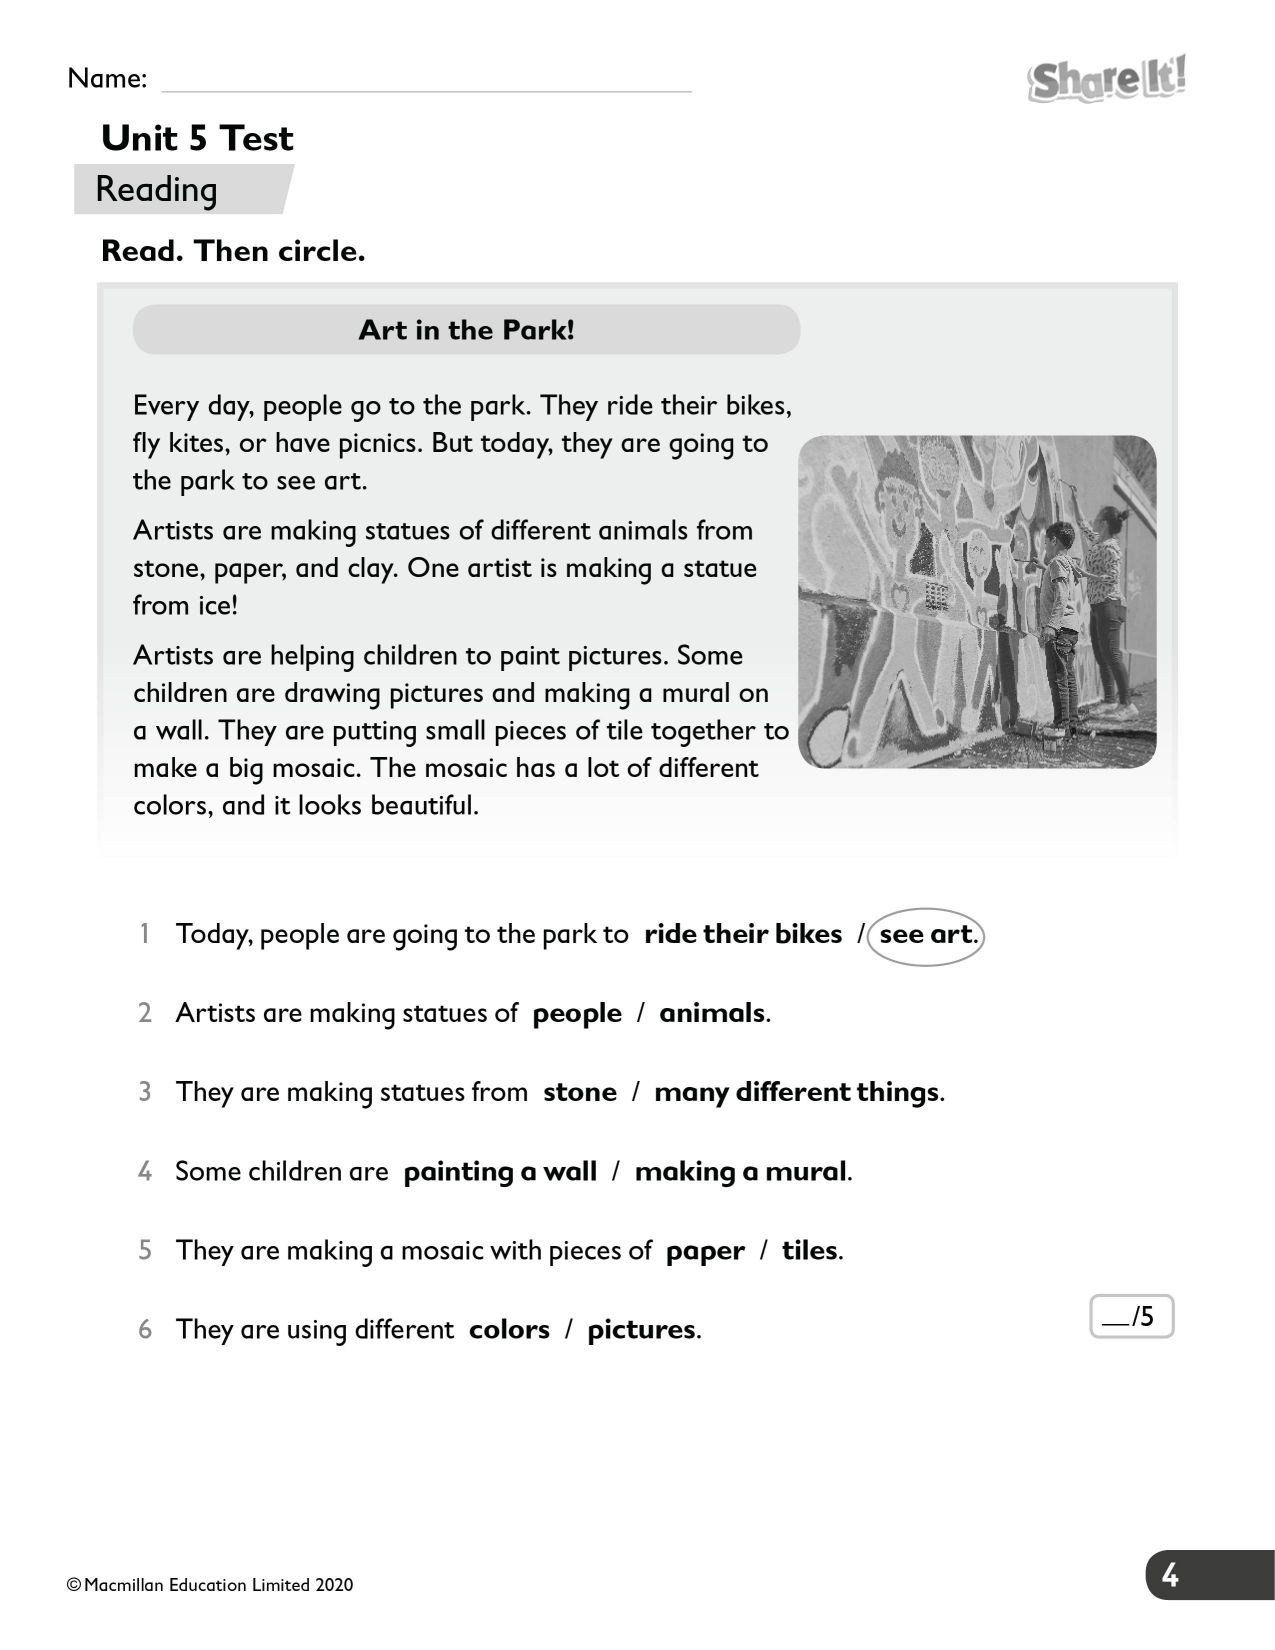 Name:
Share It!
Unit 5 Test
Reading
Read. Then circle.
Art in the Park!
Every day, people go to the park. They ride their bikes,
fly kites, or have picnics. But today, they are going to
the park to see art.
Artists are making statues of different animals from
stone, paper, and clay. One artist is making a statue
from ice!
Artists are helping children to paint pictures. Some
children are drawing pictures and making a mural on
a wall. They are putting small pieces of tile together to
make a big mosaic. The mosaic has a lot of different
colors, and it looks beautiful.
1 Today, people are going to the park to ride their bikes / see art.
2 Artists are making statues of people / animals.
3 They are making statues from stone / many different things.
4 Some children are painting a wall / making a mural.
5 They are making a mosaic with pieces of paper / tiles.
6 They are using different colors / pictures.
__/5
© Macmillan Education Limited 2020
4